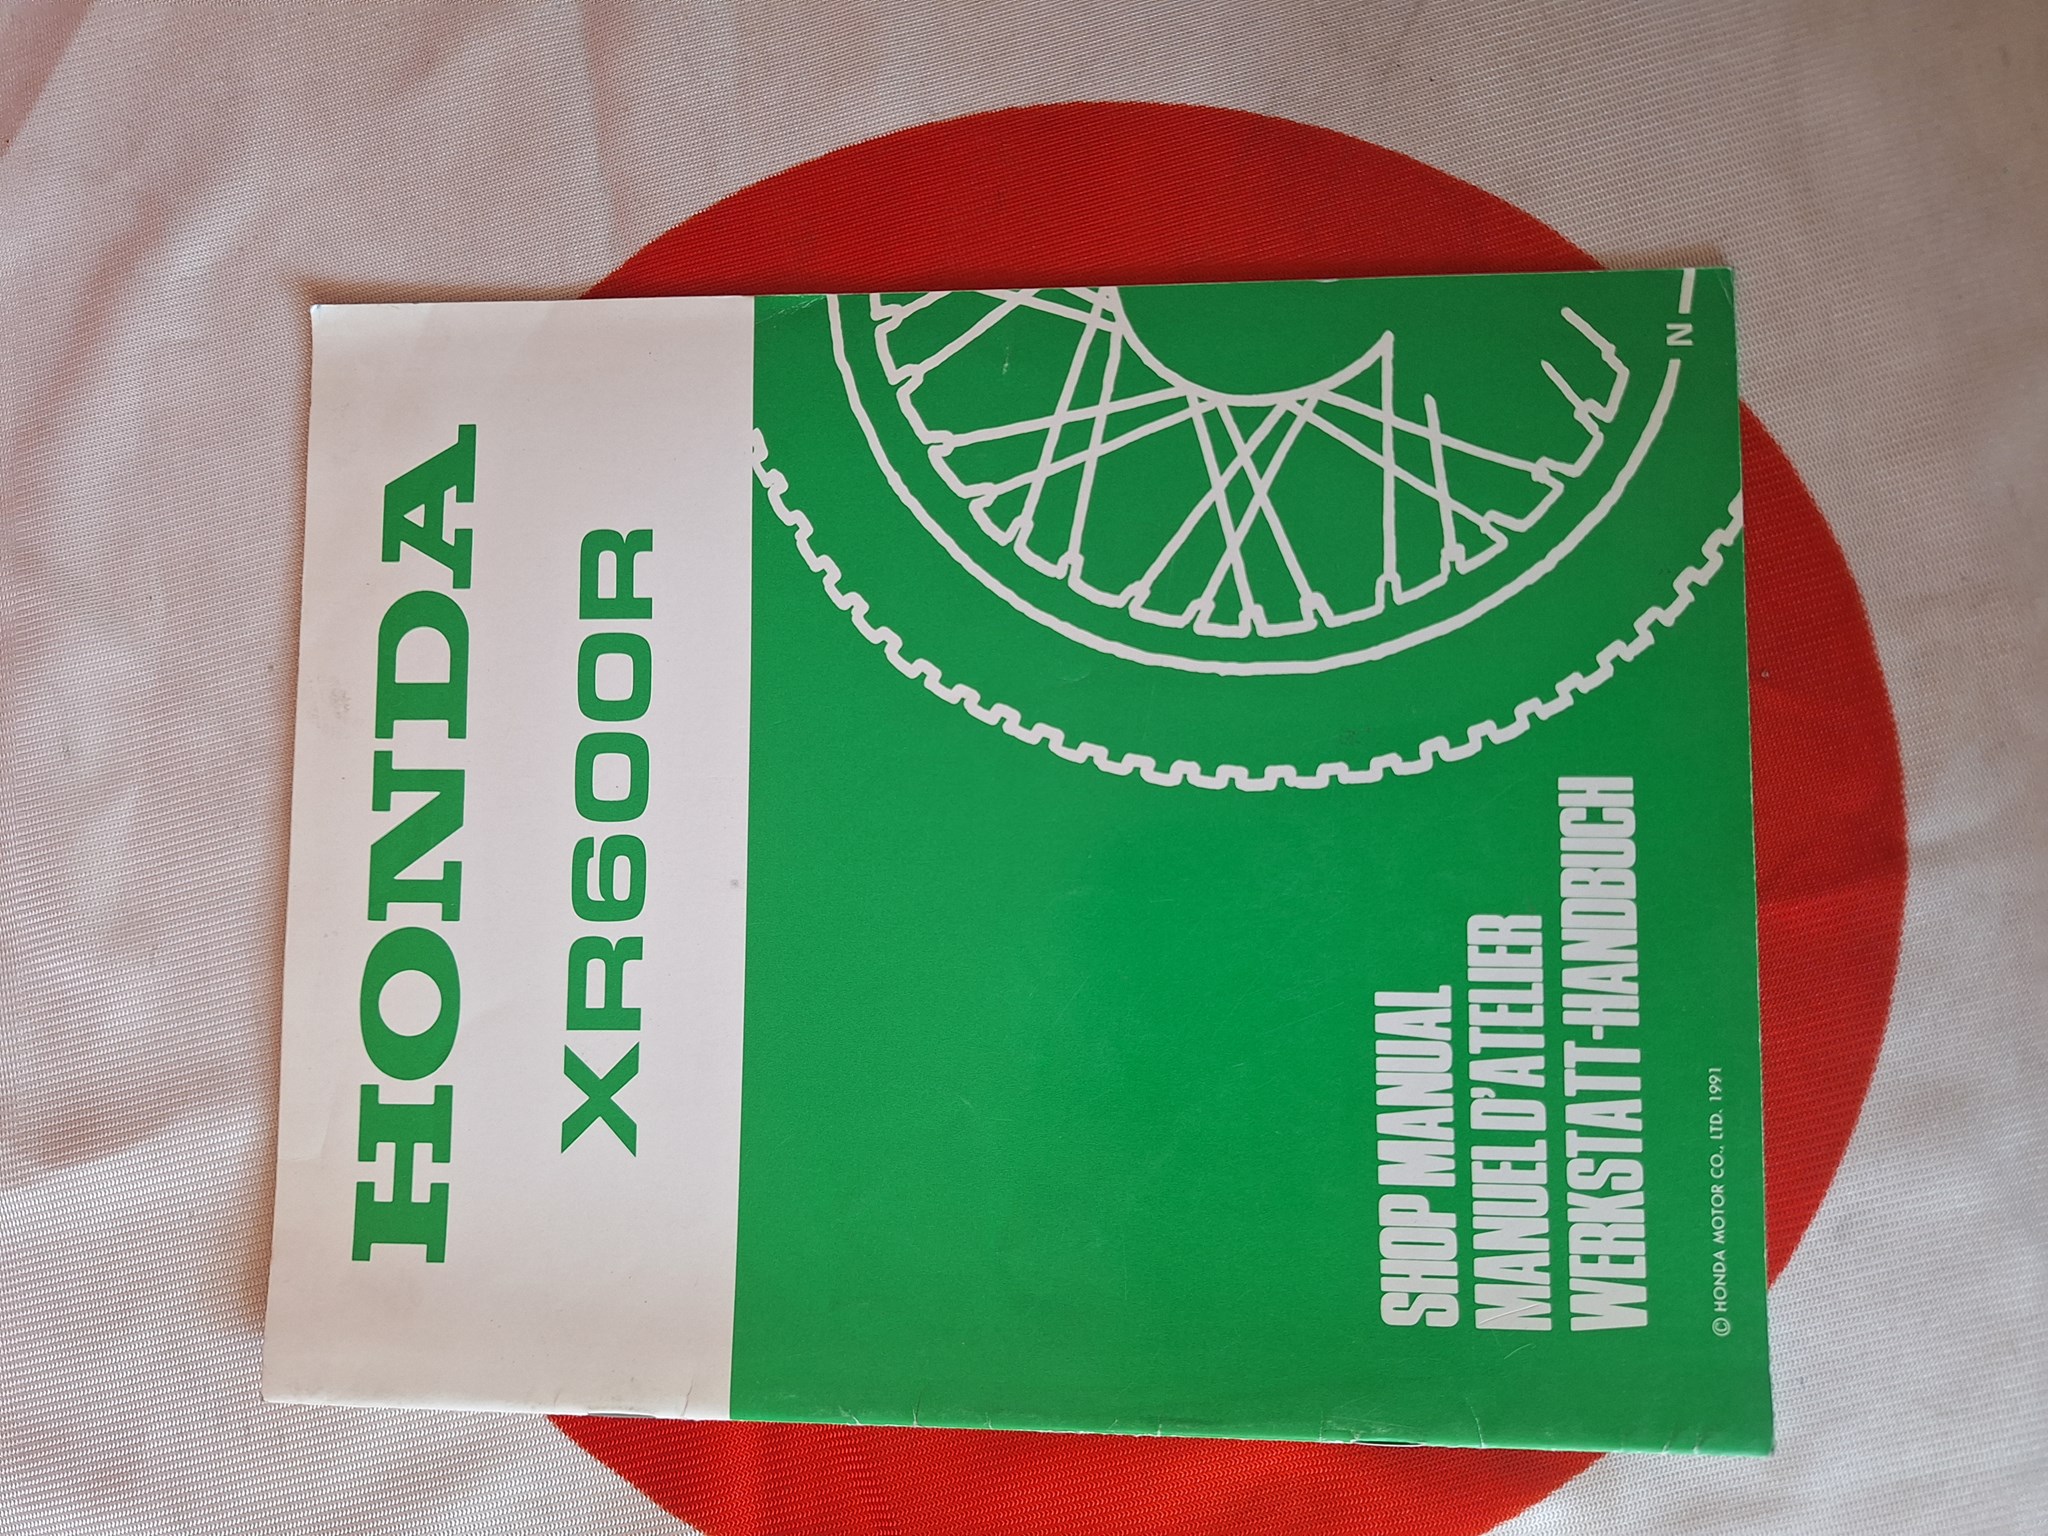 HONDA
XR600R
N
SHOP MANUAL
MANUEL D'ATELIER
WERKSTATT-HANDBUCH
© HONDA MOTOR CO., LTD. 1991